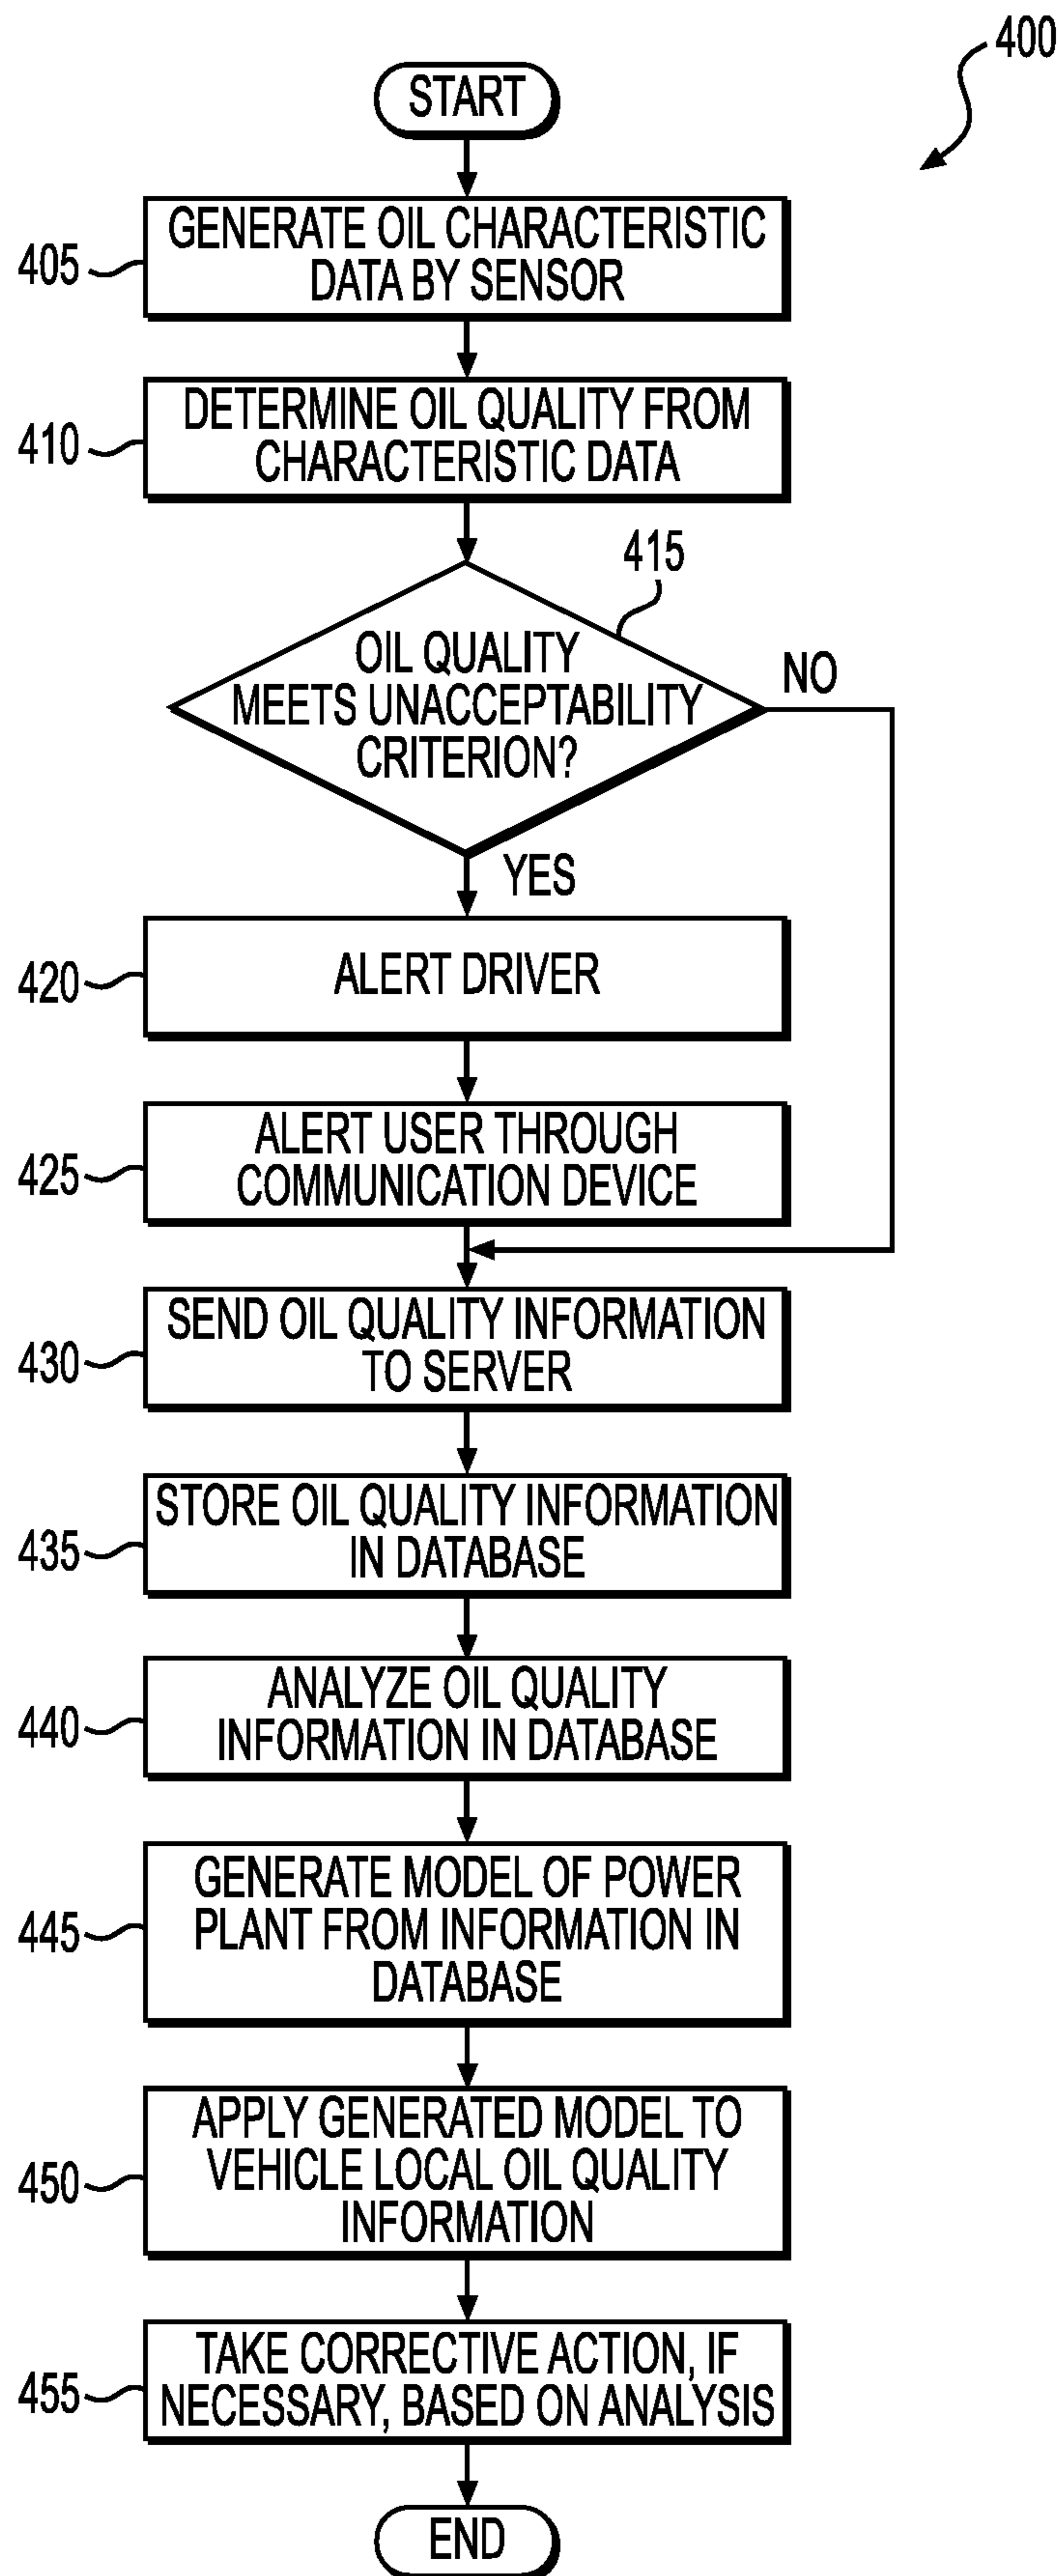 400
START
405
GENERATE OIL CHARACTERISTIC
DATA BY SENSOR
410
DETERMINE OIL QUALITY FROM
CHARACTERISTIC DATA
415
OIL QUALITY
MEETS UNACCEPTABILITY
CRITERION?
NO
YES
420
ALERT DRIVER
425
ALERT USER THROUGH
COMMUNICATION DEVICE
430
SEND OIL QUALITY INFORMATION
TO SERVER
435
STORE OIL QUALITY INFORMATION
IN DATABASE
440
ANALYZE OIL QUALITY
INFORMATION IN DATABASE
445
GENERATE MODEL OF POWER
PLANT FROM INFORMATION IN
DATABASE
450
APPLY GENERATED MODEL TO
VEHICLE LOCAL OIL QUALITY
INFORMATION
455
TAKE CORRECTIVE ACTION, IF
NECESSARY, BASED ON ANALYSIS
END